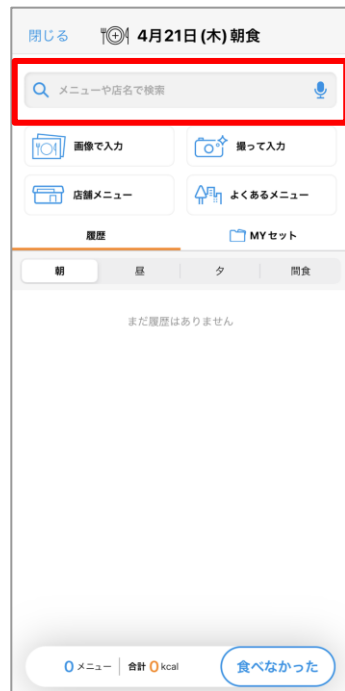 閉じる 4月21日(木)朝食
メニューや店名で検索
画像で入力 撮って入力
店舗メニュー よくあるメニュー
履歴 MYセット
朝 昼 夕 間食
まだ履歴はありません
0メニュー 合計 0 kcal 食べなかった